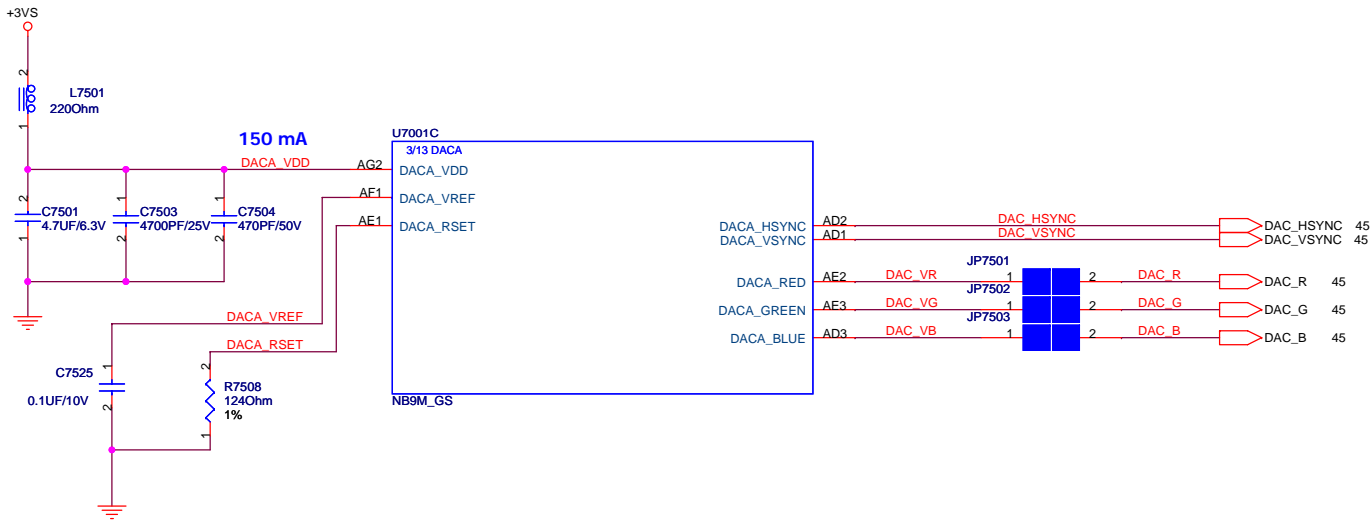 +3VS
2
L7501
220Ohm
1
150 mA
U7001C
3/13 DACA
DACA_VDD
AG2
DACA_VDD
AF1
DACA_VREF
AE1
DACA_RSET
2
C7501
4.7UF/6.3V
1
1
C7503
4700PF/25V
2
1
C7504
470PF/50V
2
DACA_HSYNC
AD2
DAC_HSYNC
DAC_HSYNC 45
DACA_VSYNC
AD1
DAC_VSYNC
DAC_VSYNC 45
JP7501
DACA_RED
AE2
DAC_VR
1
2
DAC_R
DAC_R 45
JP7502
DACA_GREEN
AE3
DAC_VG
1
2
DAC_G
DAC_G 45
JP7503
DACA_BLUE
AD3
DAC_VB
1
2
DAC_B
DAC_B 45
DACA_VREF
DACA_RSET
1
C7525
0.1UF/10V
2
2
R7508
124Ohm
1%
1
NB9M_GS